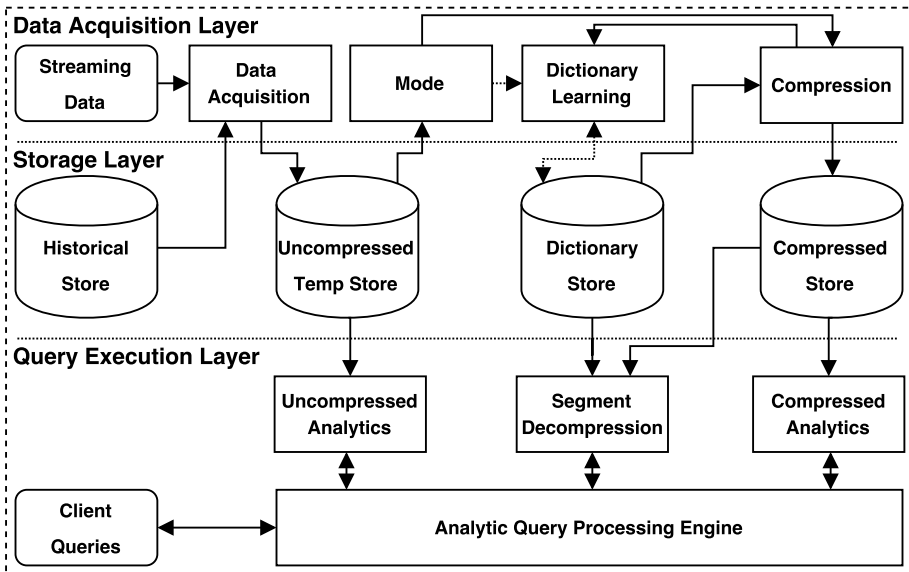 Data Acquisition Layer
Streaming
Data
Data
Acquisition
Mode
Dictionary
Learning
Compression
Storage Layer
Historical
Store
Uncompressed
Temp Store
Dictionary
Store
Compressed
Store
Query Execution Layer
Uncompressed
Analytics
Segment
Decompression
Compressed
Analytics
Client
Queries
Analytic Query Processing Engine